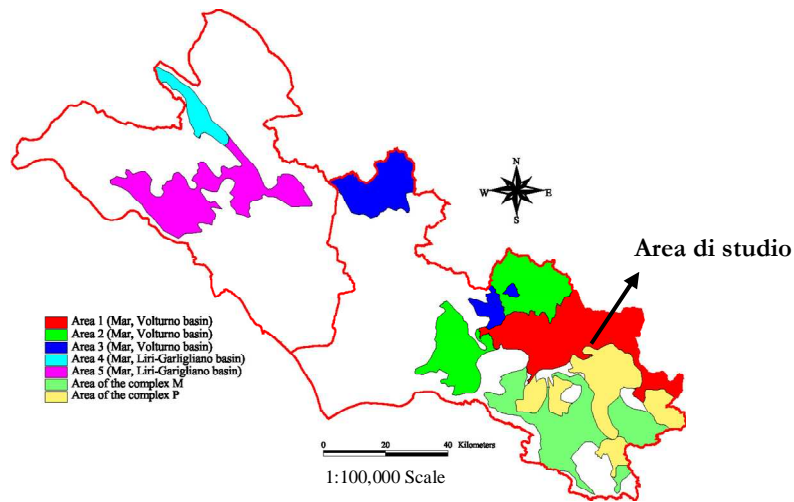 N
W E
S
Area di studio
Area 1 (Mar, Volturno basin)
Area 2 (Mar, Volturno basin)
Area 3 (Mar, Volturno basin)
Area 4 (Mar, Liri-Garligliano basin)
Area 5 (Mar, Liri-Garigliano basin)
Area of the complex M
Area of the complex P
0 20 40 Kilometers
1:100,000 Scale